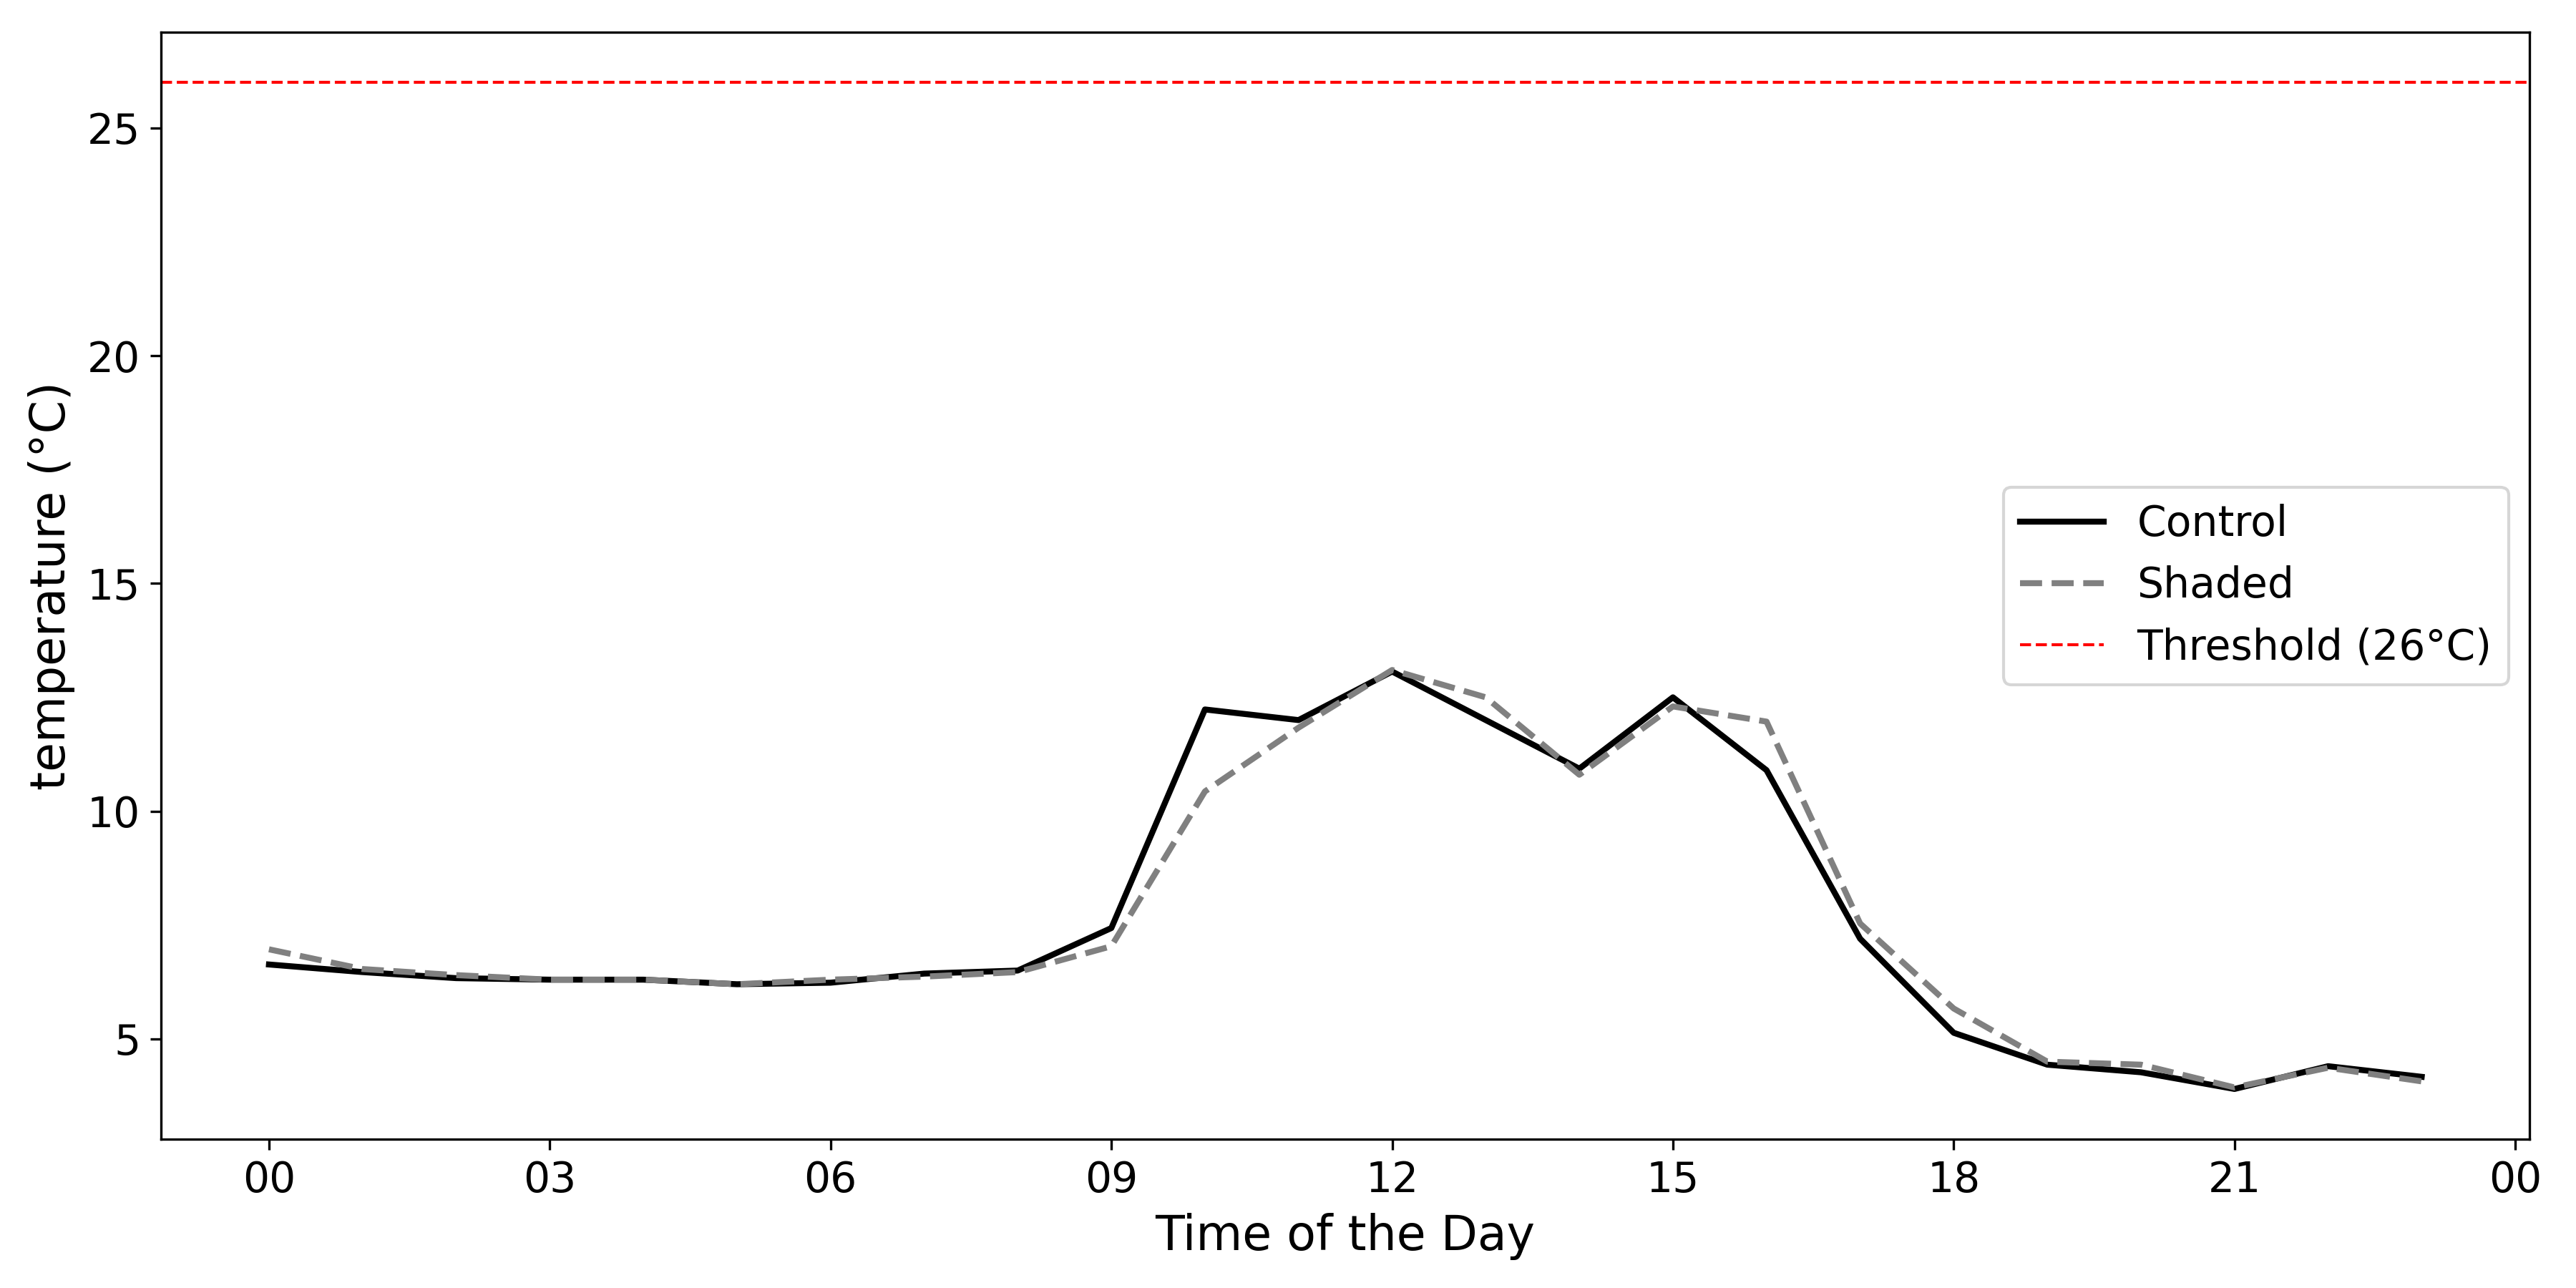 25
20
15
10
5
temperature (°C)
Control
Shaded
Threshold (26°C)
00 03 06 09 12 15 18 21 00
Time of the Day